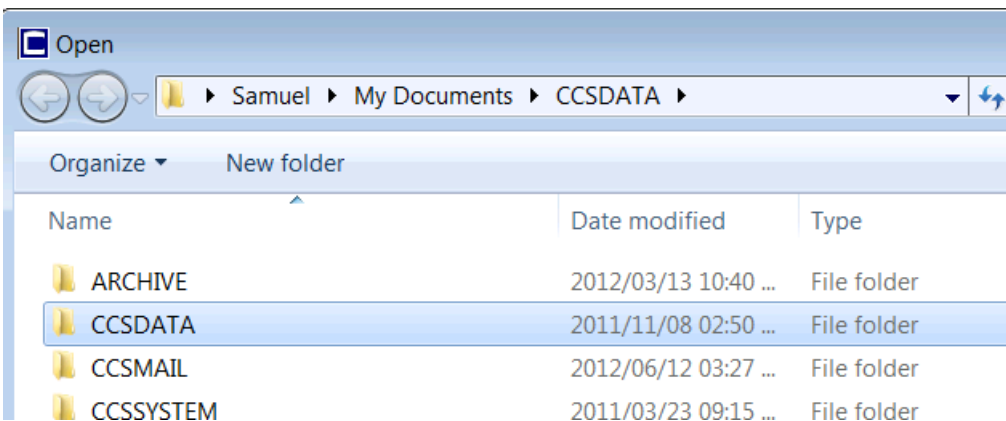 Open
Samuel My Documents CCSDATA
Organize New folder
Name Date modified Type
ARCHIVE 2012/03/13 10:40 ... File folder
CCSDATA 2011/11/08 02:50 ... File folder
CCSMAIL 2012/06/12 03:27 ... File folder
CCSSYSTEM 2011/03/23 09:15 ... File folder